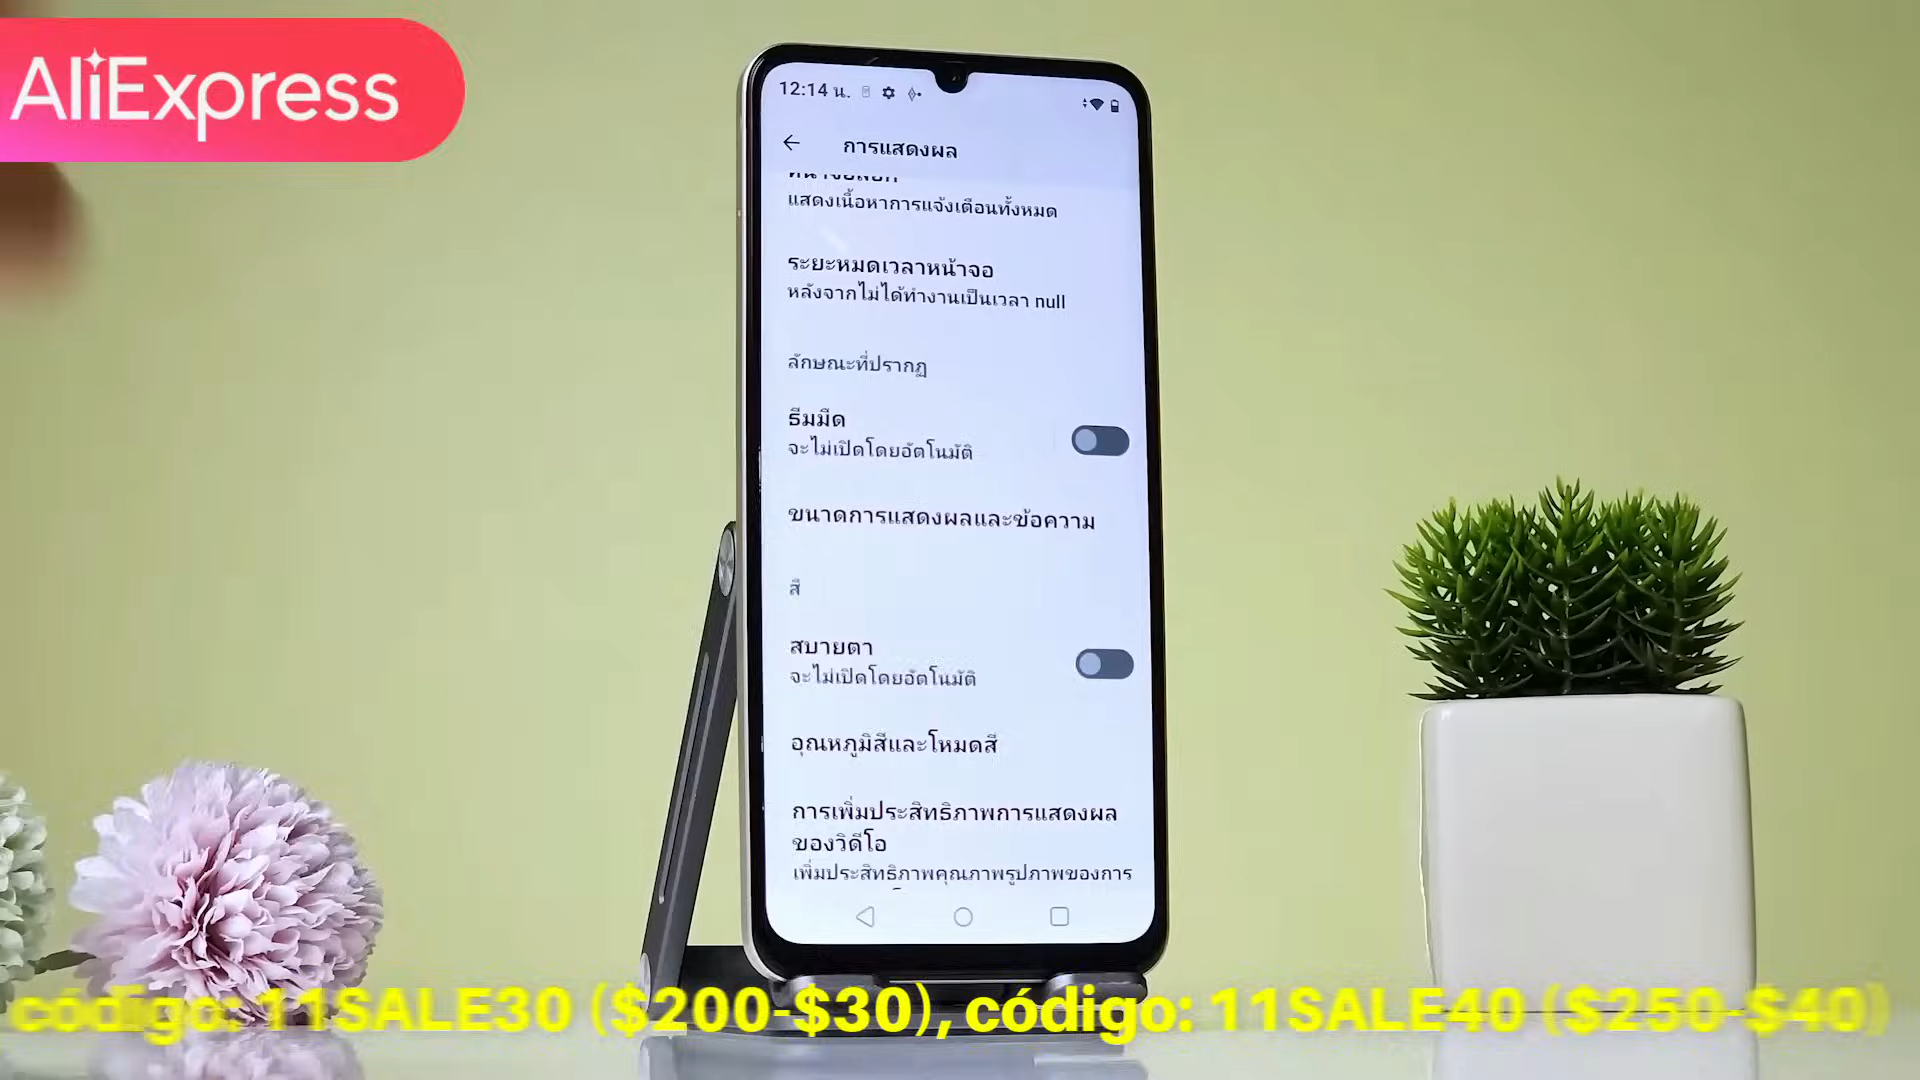 AliExpress
12:14 น.
การแสดงผล
แสดงเนื้อหาการแจ้งเตือนทั้งหมด
ระยะหมดเวลาหน้าจอ
หลังจากไม่ได้ทำงานเป็นเวลา null
ลักษณะที่ปรากฏ
ธีมมืด
จะไม่เปิดโดยอัตโนมัติ
ขนาดการแสดงผลและข้อความ
สี
สบายตา
จะไม่เปิดโดยอัตโนมัติ
อุณหภูมิสีและโหมดสี
การเพิ่มประสิทธิภาพการแสดงผล
ของวิดีโอ
เพิ่มประสิทธิภาพคุณภาพรูปภาพของการ
código: 11SALE30 ($200-$30), código: 11SALE40 ($250-$40)